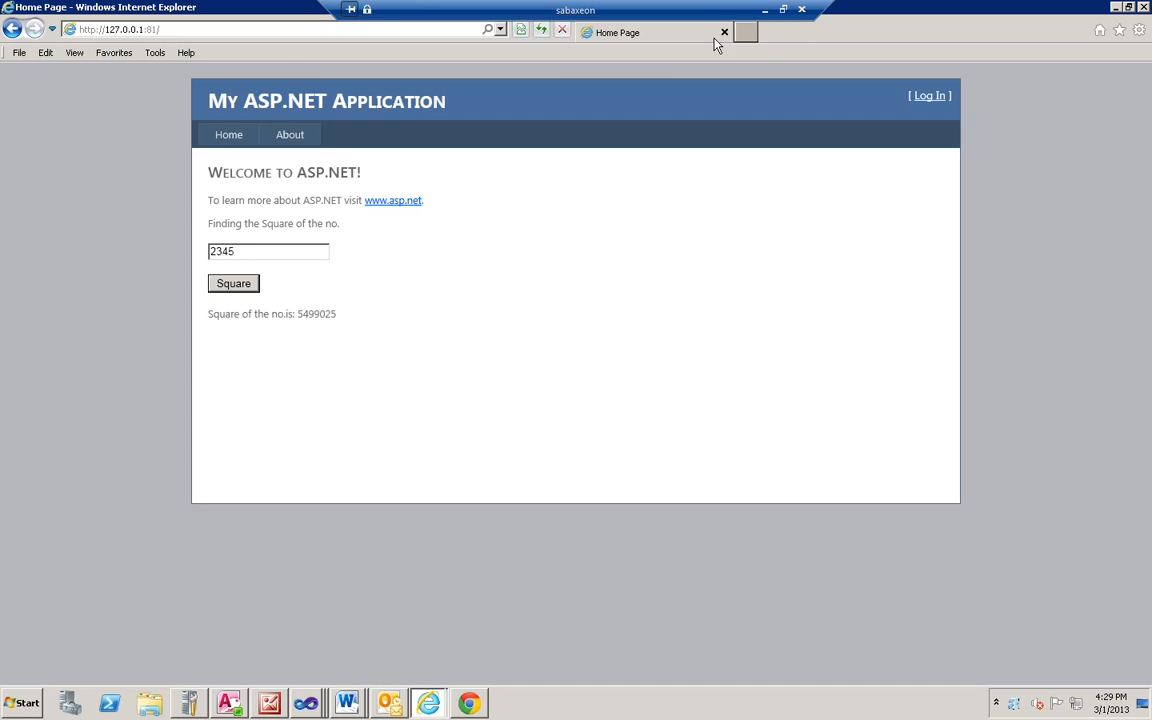 Home Page - Windows Internet Explorer
sabaxeon
http://127.0.0.1:81/
Home Page
File Edit View Favorites Tools Help
MY ASP.NET APPLICATION
[ Log In ]
Home About
WELCOME TO ASP.NET!
To learn more about ASP.NET visit www.asp.net.
Finding the Square of the no.
2345
Square
Square of the no.is: 5499025
Start
4:29 PM
3/1/2013